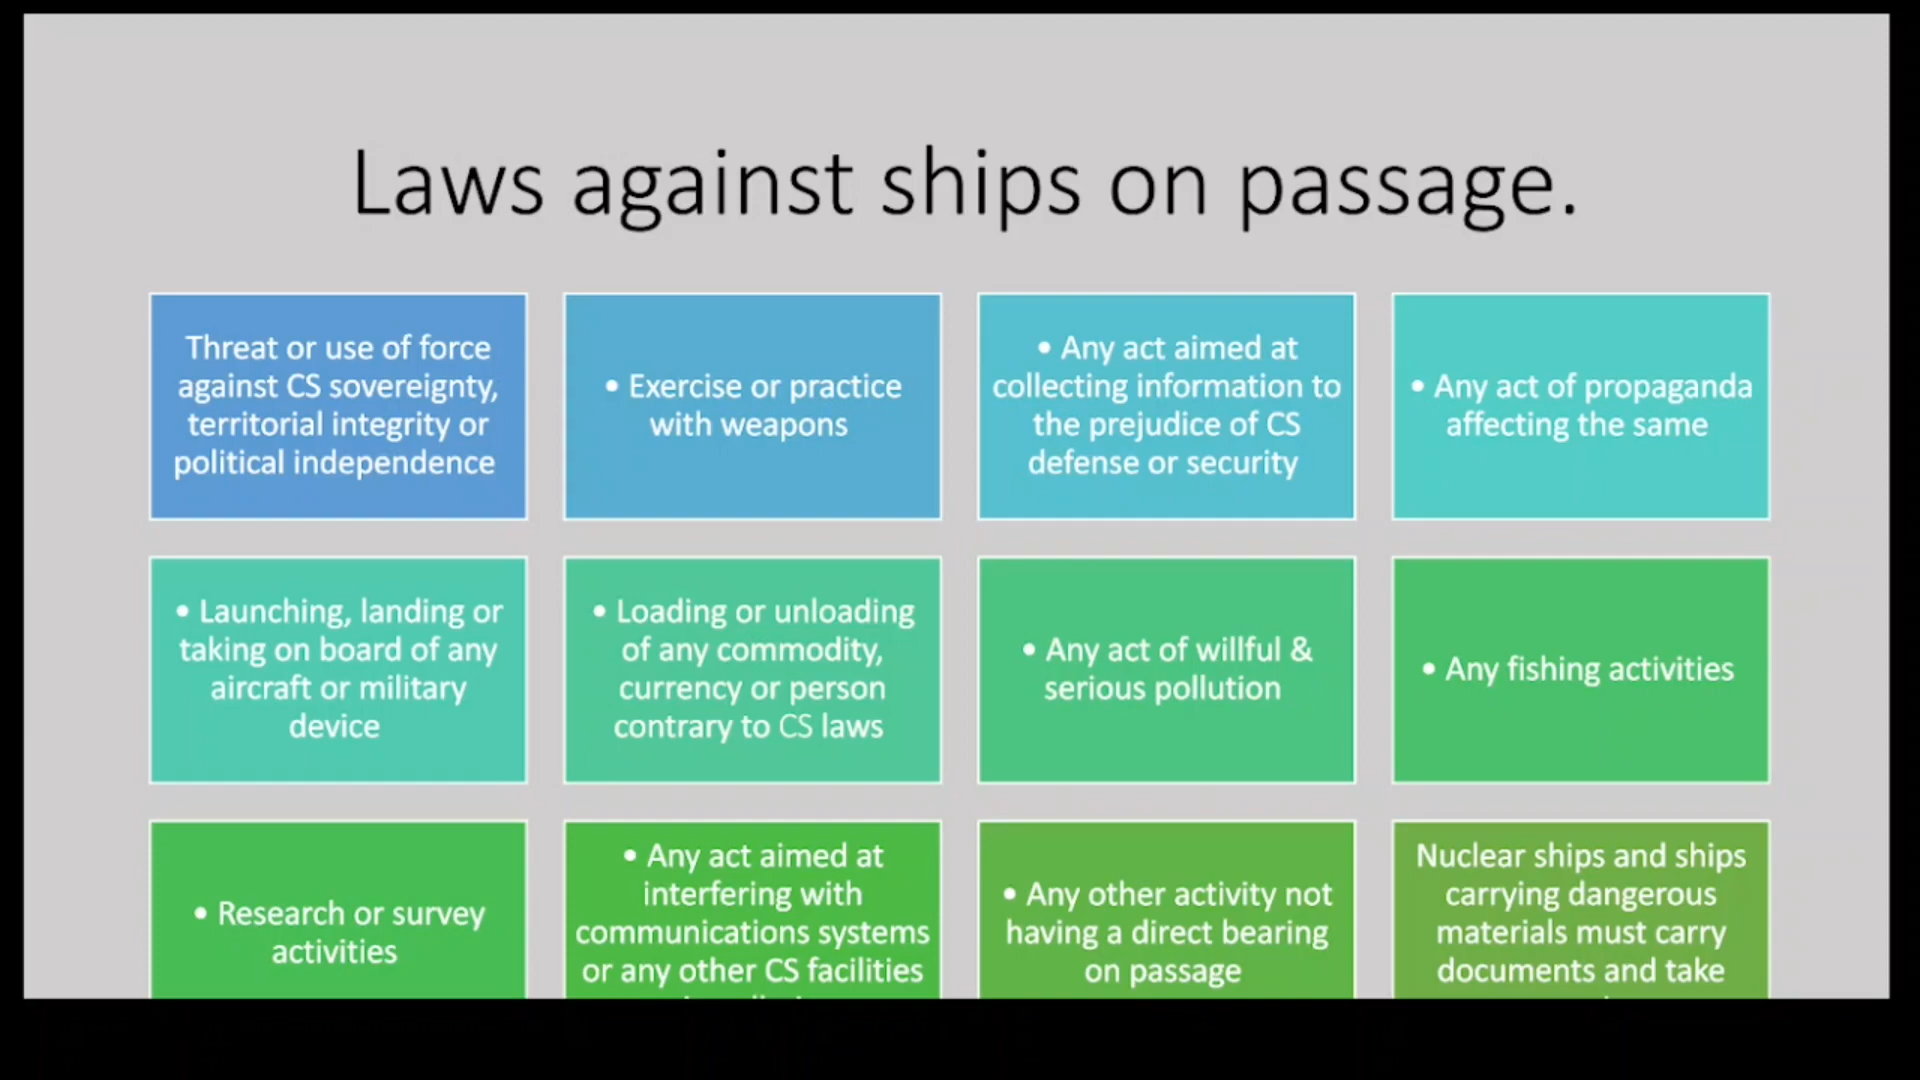 Laws against ships on passage.
Threat or use of force
against CS sovereignty,
territorial integrity or
political independence
• Exercise or practice
with weapons
• Any act aimed at
collecting information to
the prejudice of CS
defense or security
• Any act of propaganda
affecting the same
• Launching, landing or
taking on board of any
aircraft or military
device
• Loading or unloading
of any commodity,
currency or person
contrary to CS laws
• Any act of willful &
serious pollution
• Any fishing activities
• Research or survey
activities
• Any act aimed at
interfering with
communications systems
or any other CS facilities
• Any other activity not
having a direct bearing
on passage
Nuclear ships and ships
carrying dangerous
materials must carry
documents and take